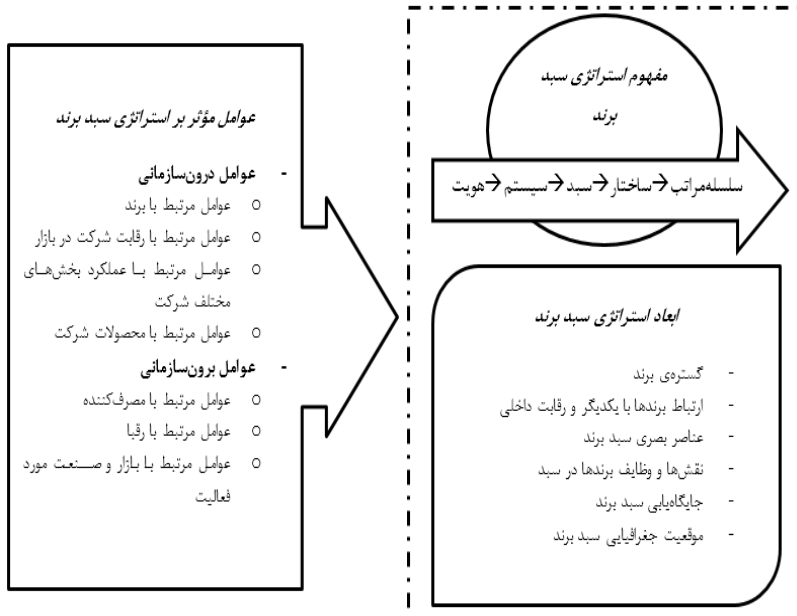 مفهوم استراتژی سبد
برند
سلسله‌مراتب→ساختار→سبد→سیستم→هویت
ابعاد استراتژی سبد برند
- گستره‌ی برند
- ارتباط برندها با یکدیگر و رقابت داخلی
- عناصر بصری سبد برند
- نقش‌ها و وظایف برندها در سبد
- جایگاه‌یابی سبد برند
- موقعیت جغرافیایی سبد برند
عوامل مؤثر بر استراتژی سبد برند
- عوامل درون‌سازمانی
o عوامل مرتبط با برند
o عوامل مرتبط با رقابت شرکت در بازار
o عوامل مرتبط با عملکرد بخش‌های
مختلف شرکت
o عوامل مرتبط با محصولات شرکت
- عوامل برون‌سازمانی
o عوامل مرتبط با مصرف‌کننده
o عوامل مرتبط با رقبا
o عوامل مرتبط با بازار و صنعت مورد
فعالیت